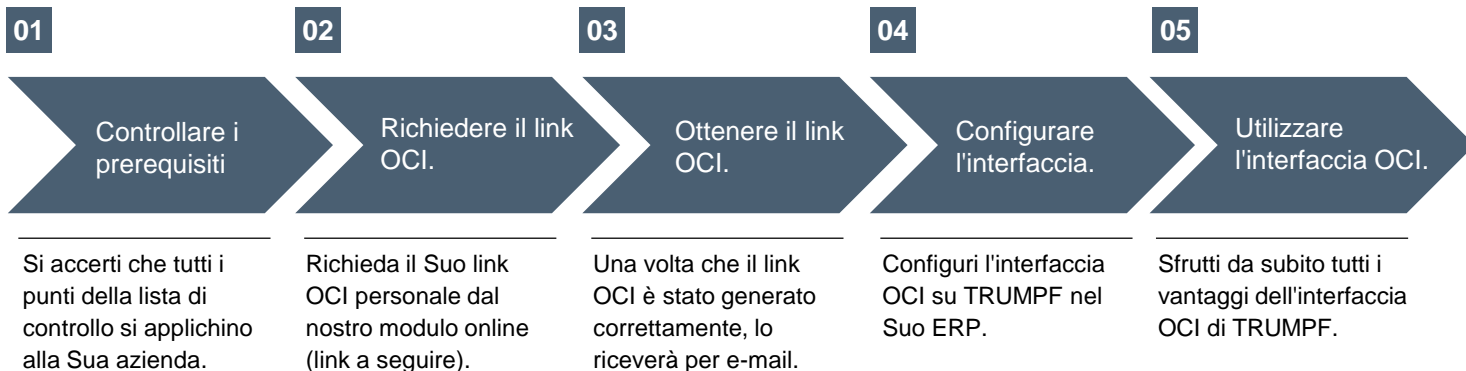 01
Controllare i
prerequisiti
Si accerti che tutti i
punti della lista di
controllo si applichino
alla Sua azienda.
02
Richiedere il link
OCI.
Richieda il Suo link
OCI personale dal
nostro modulo online
(link a seguire).
03
Ottenere il link
OCI.
Una volta che il link
OCI è stato generato
correttamente, lo
riceverà per e-mail.
04
Configurare
l'interfaccia.
Configuri l'interfaccia
OCI su TRUMPF nel
Suo ERP.
05
Utilizzare
l'interfaccia OCI.
Sfrutti da subito tutti i
vantaggi dell'interfaccia
OCI di TRUMPF.